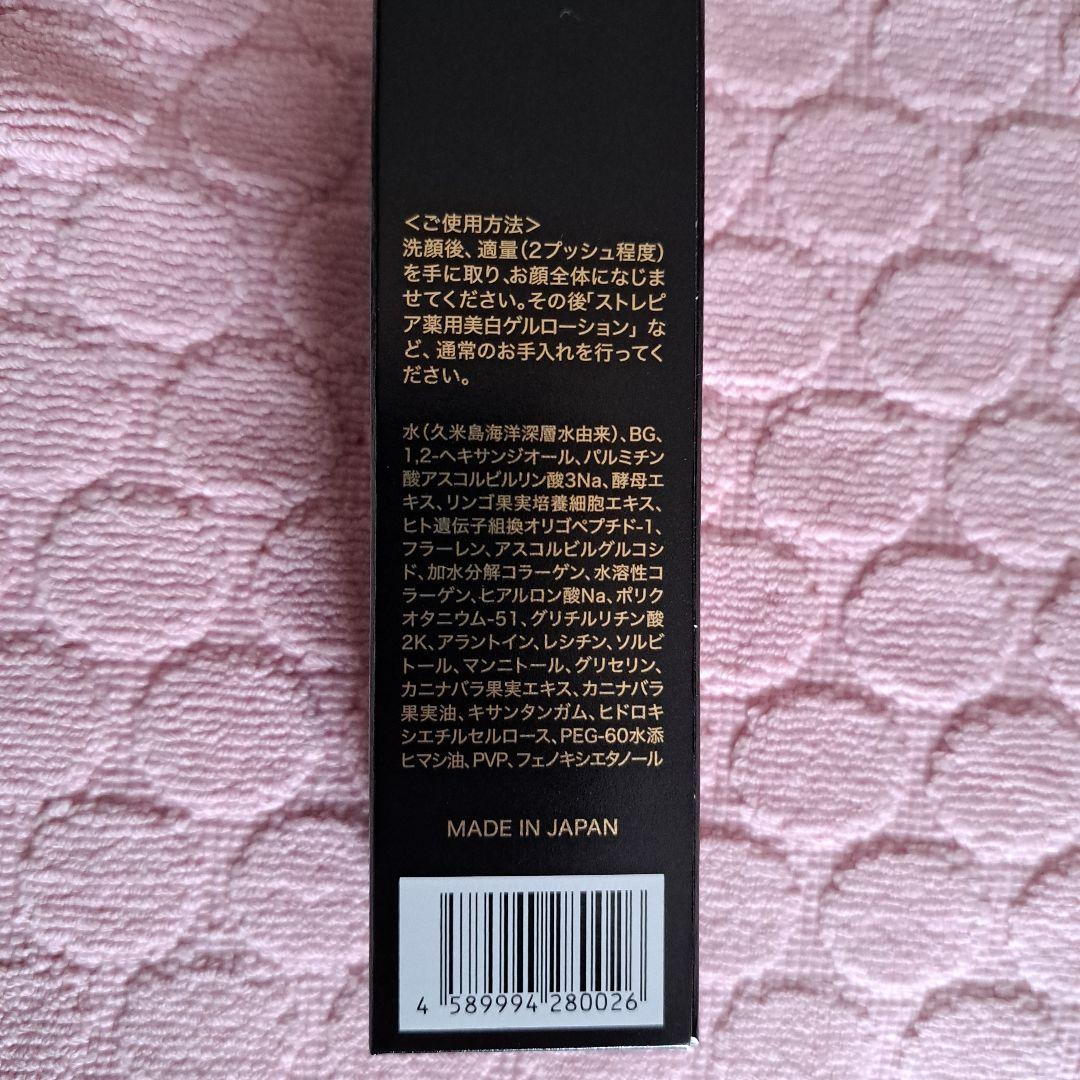 ＜ご使用方法＞
洗顔後、適量（2プッシュ程度）
を手に取り、お顔全体になじま
せてください。その後「ストレピ
ア薬用美白ゲルローション」な
ど、通常のお手入れを行ってく
ださい。
水（久米島海洋深層水由来）、BG、
1,2-ヘキサンジオール、パルミチン
酸アスコルビルリン酸3Na、酵母エ
キス、リンゴ果実培養細胞エキス、
ヒト遺伝子組換オリゴペプチド-1、
フラーレン、アスコルビルグルコシ
ド、加水分解コラーゲン、水溶性コ
ラーゲン、ヒアルロン酸Na、ポリク
オタニウム-51、グリチルリチン酸
2K、アラントイン、レシチン、ソルビ
トール、マンニトール、グリセリン、
カニナバラ果実エキス、カニナバラ
果実油、キサンタンガム、ヒドロキ
シエチルセルロース、PEG-60水添
ヒマシ油、PVP、フェノキシエタノール
MADE IN JAPAN
4 589994 280026